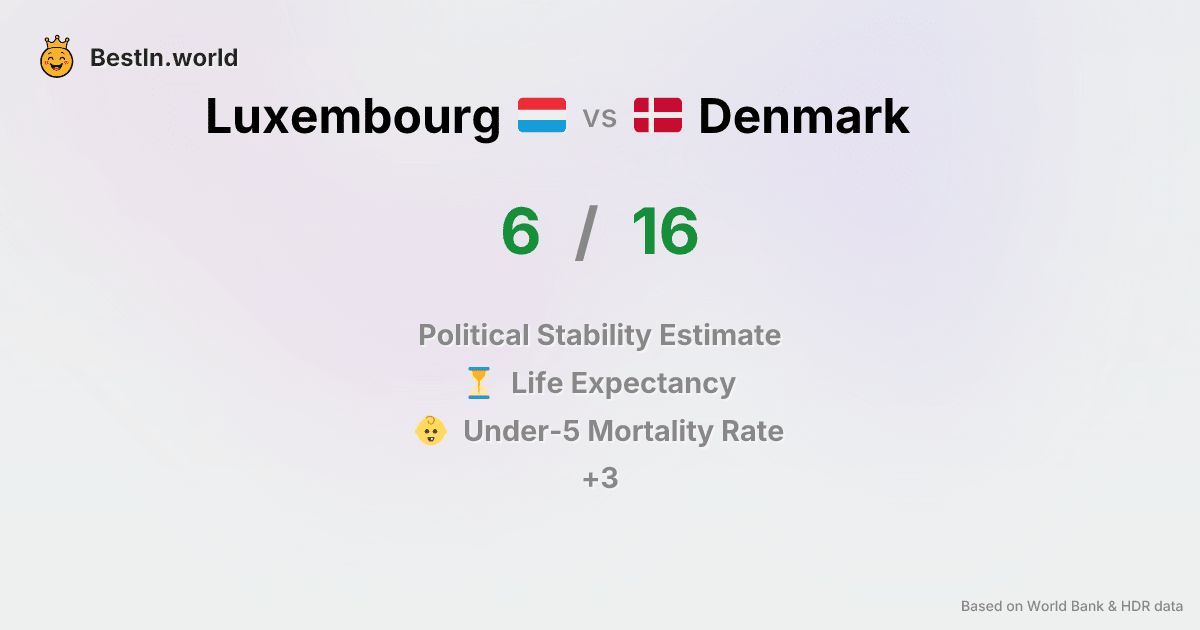 BestIn.world
Luxembourg vs Denmark
6 / 16
Political Stability Estimate
Life Expectancy
Under-5 Mortality Rate
+3
Based on World Bank & HDR data